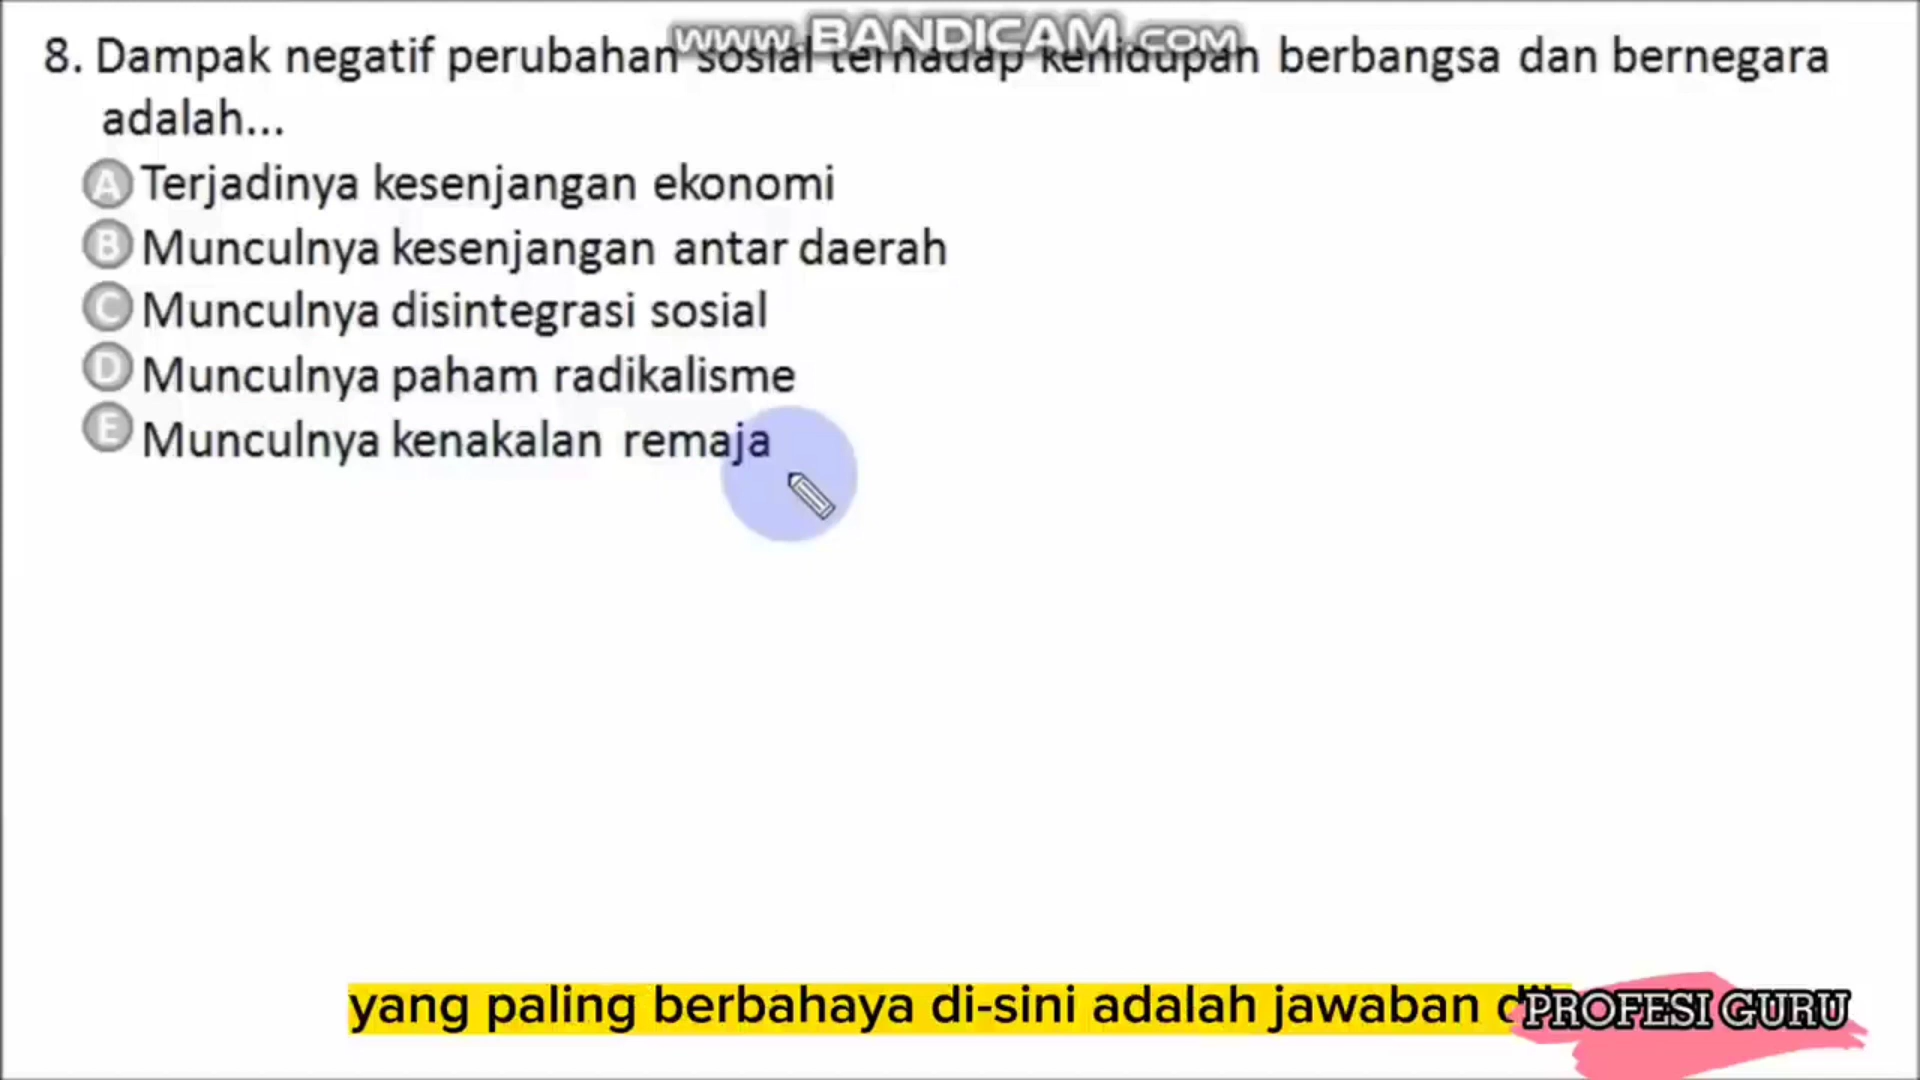 www.BANDICAM.com
8. Dampak negatif perubahan sosial terhadap kehidupan berbangsa dan bernegara
adalah...
A Terjadinya kesenjangan ekonomi
B Munculnya kesenjangan antar daerah
C Munculnya disintegrasi sosial
D Munculnya paham radikalisme
E Munculnya kenakalan remaja
yang paling berbahaya di-sini adalah jawaban
PROFESI GURU